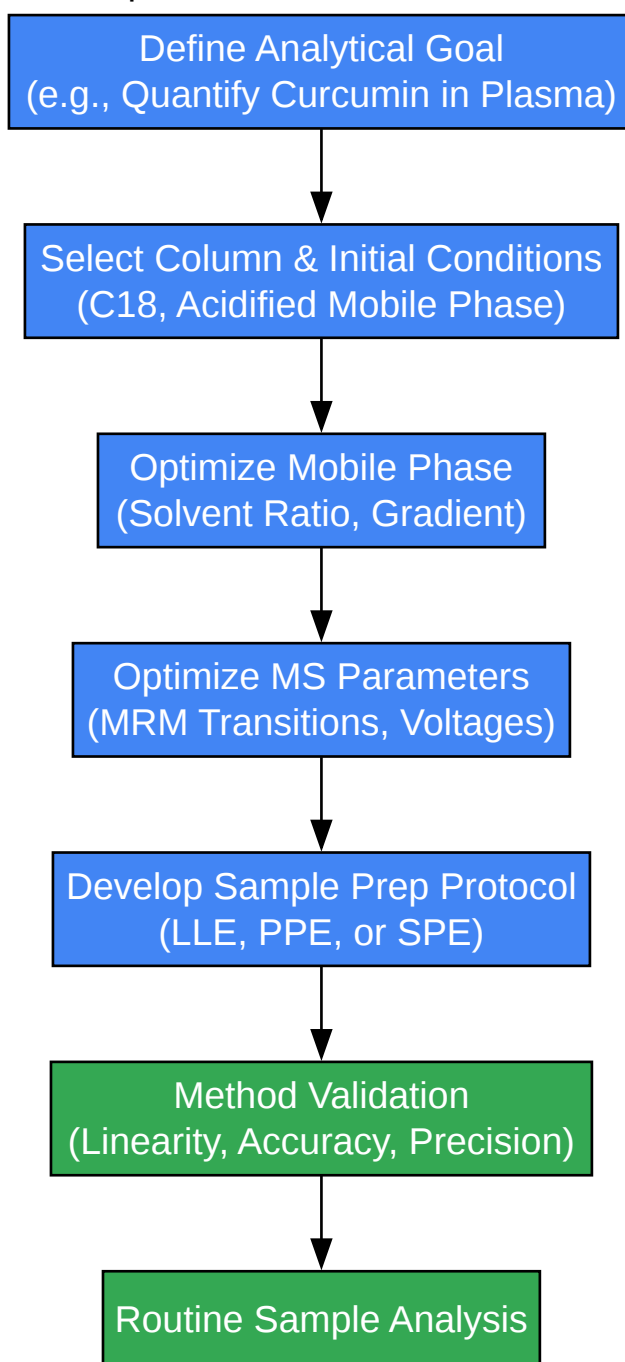 Define Analytical Goal
(e.g., Quantify Curcumin in Plasma)
Select Column & Initial Conditions
(C18, Acidified Mobile Phase)
Optimize Mobile Phase
(Solvent Ratio, Gradient)
Optimize MS Parameters
(MRM Transitions, Voltages)
Develop Sample Prep Protocol
(LLE, PPE, or SPE)
Method Validation
(Linearity, Accuracy, Precision)
Routine Sample Analysis